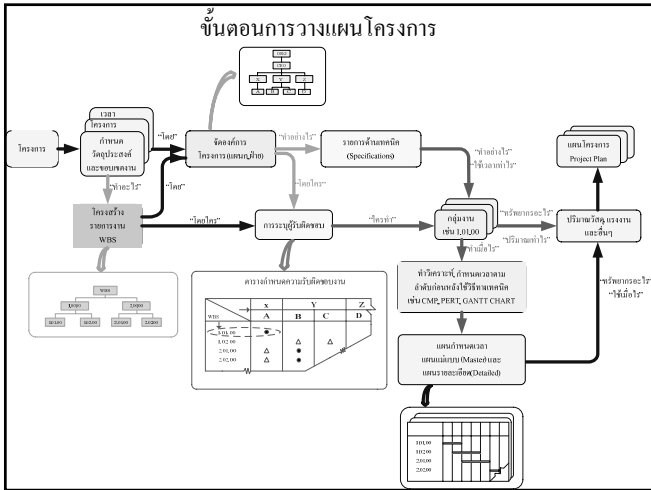 ขั้นตอนการวางแผนโครงการ
เวลา
โครงการ
โครงการ
กำหนด
วัตถุประสงค์
และขอบเขตงาน
"โดย"
"โดย"
"ทำอะไร"
จัดองค์การ
โครงการ(แผนก,ฝ่าย)
X Y Z
A B C D
"ทำอย่างไร"
รายการด้านเทคนิค
(Specifications)
"ทำอย่างไร"
"ใช้เวลาเท่าไร"
"โดยใคร"
โครงสร้าง
รายการงาน
WBS
"โดยใคร"
การระบุผู้รับผิดชอบ
"ใครทำ"
กลุ่มงาน
เช่น 1.01.00
"ทรัพยากรอะไร"
"ปริมาณเท่าไร"
"ทำเมื่อไร"
ปริมาณวัสดุ, แรงงาน
และอื่นๆ
แผนโครงการ
Project Plan
"ทรัพยากรอะไร"
"ใช้เมื่อไร"
WBS
1.00.00 2.00.00
1.01.00 1.02.00 2.01.00 2.02.00
ตารางกำหนดความรับผิดชอบงาน
X Y Z
WBS A B C D
1.01.00
1.02.00
2.01.00
2.02.00
ทำวิเคราะห์, กำหนดเวลาตาม
ลำดับก่อนหลังใช้วิธีทางเทคนิค
เช่น CMP, PERT, GANTT CHART
แผนกำหนดเวลา
แผนแม่แบบ (Master) และ
แผนรายละเอียด(Detailed)
1.01.00
1.02.00
2.01.00
2.02.00